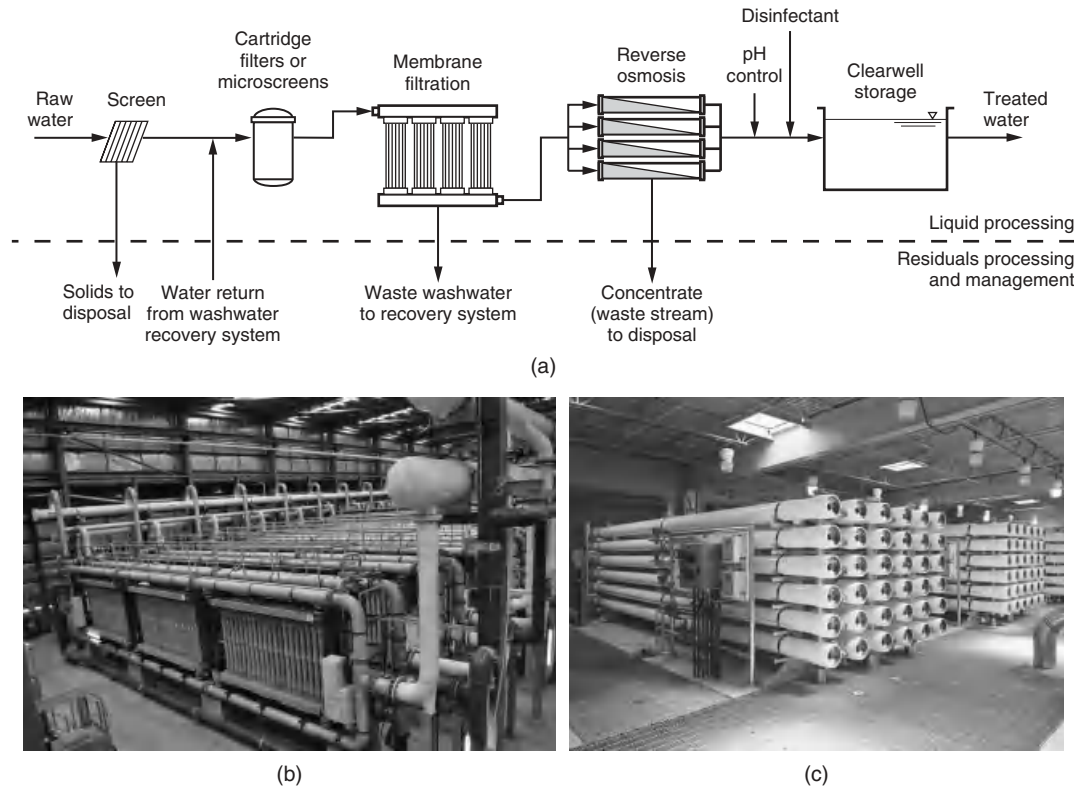 Disinfectant
Cartridge
filters or
microscreens
Membrane
filtration
Reverse
osmosis
pH
control
Clearwell
storage
Raw
water
Screen
Treated
water
Liquid processing
Residuals processing
and management
Solids to
disposal
Water return
from washwater
recovery system
Waste washwater
to recovery system
Concentrate
(waste stream)
to disposal
(a)
(b)
(c)